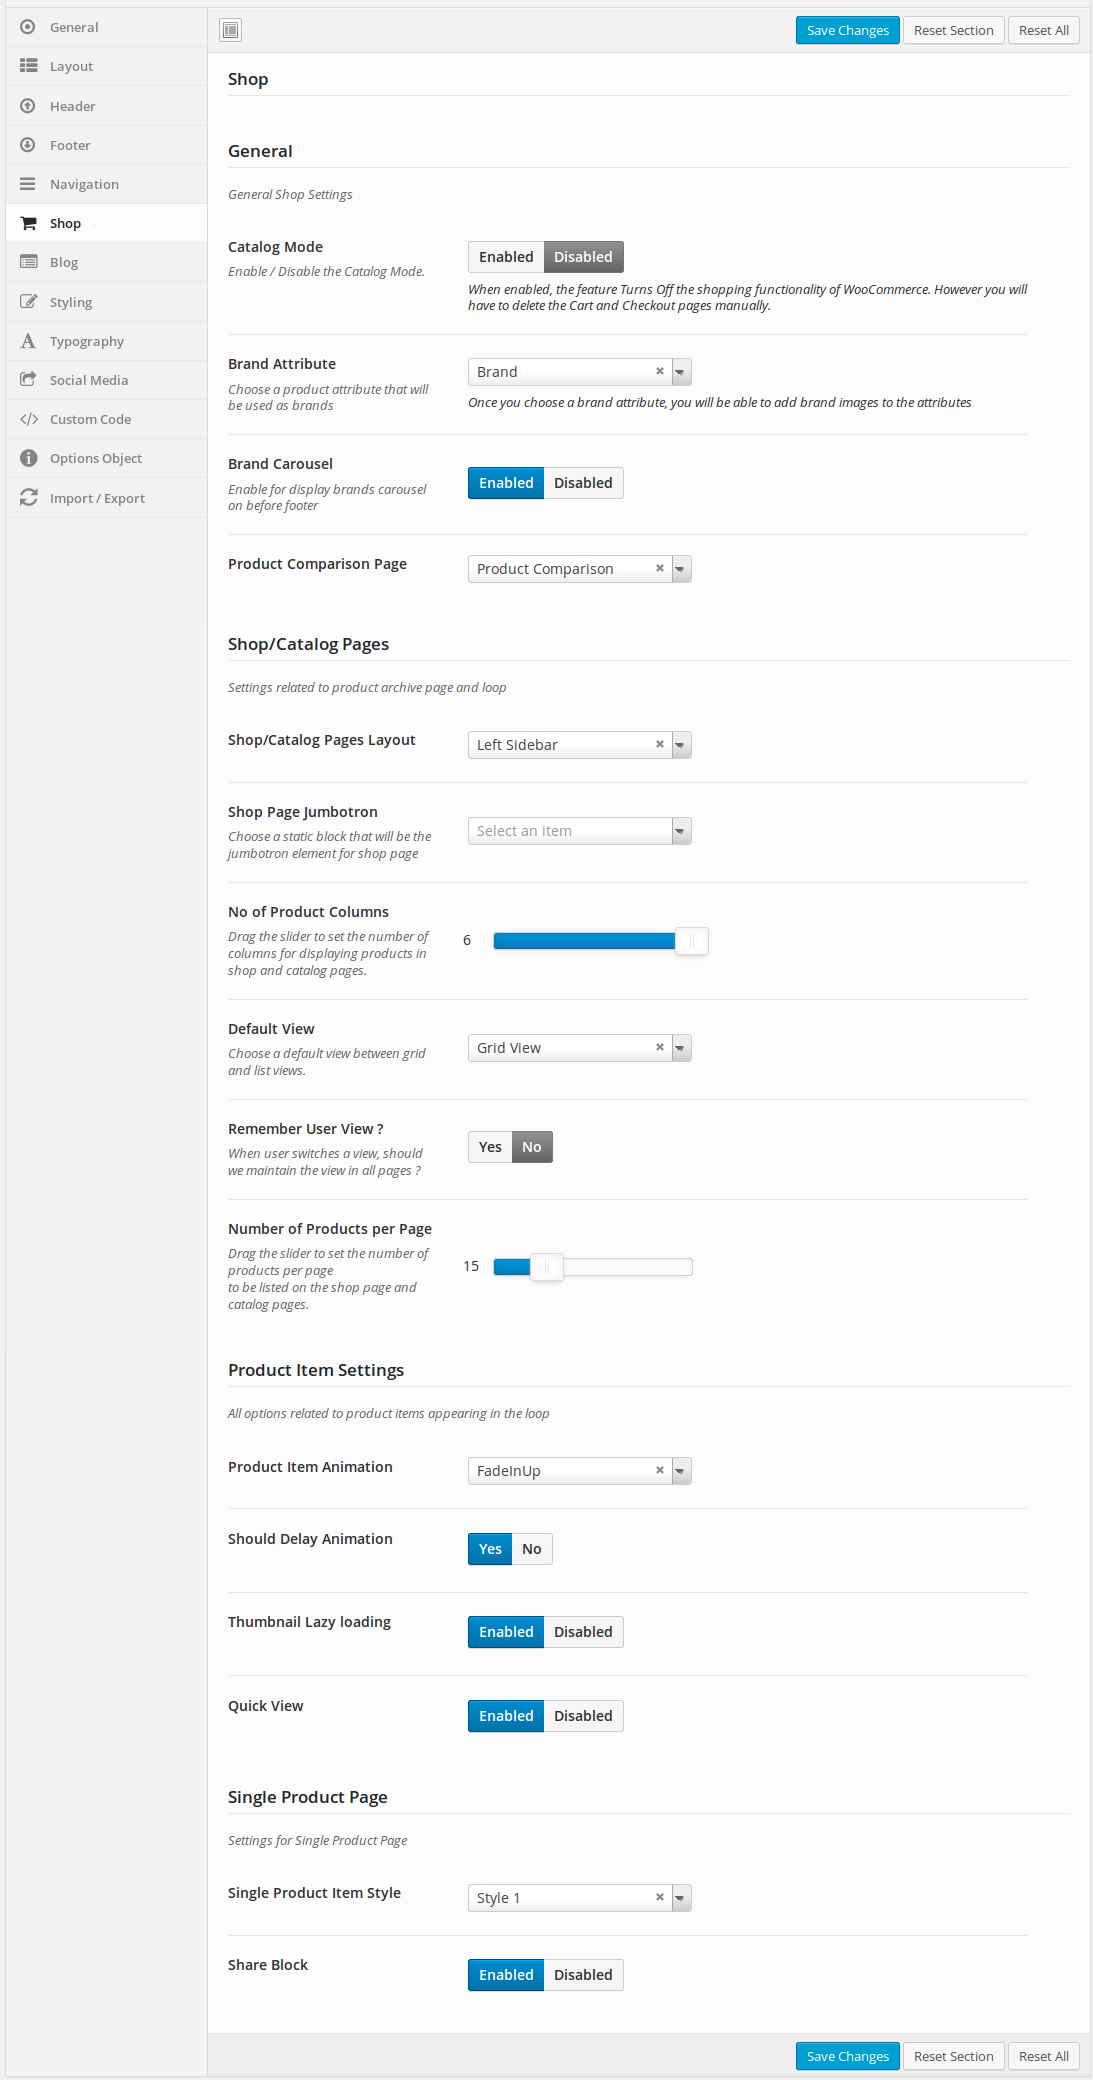 General
Layout
Header
Footer
Navigation
Shop
Blog
Styling
Typography
Social Media
Custom Code
Options Object
Import / Export
Save Changes Reset Section Reset All
Shop
General
General Shop Settings
Catalog Mode
Enable / Disable the Catalog Mode.
Enabled Disabled
When enabled, the feature Turns Off the shopping functionality of WooCommerce. However you will
have to delete the Cart and Checkout pages manually.
Brand Attribute
Choose a product attribute that will
be used as brands
Brand
Once you choose a brand attribute, you will be able to add brand images to the attributes
Brand Carousel
Enable for display brands carousel
on before footer
Enabled Disabled
Product Comparison Page
Product Comparison
Shop/Catalog Pages
Settings related to product archive page and loop
Shop/Catalog Pages Layout
Left Sidebar
Shop Page Jumbotron
Choose a static block that will be the
jumbotron element for shop page
Select an item
No of Product Columns
Drag the slider to set the number of
columns for displaying products in
shop and catalog pages.
6
Default View
Choose a default view between grid
and list views.
Grid View
Remember User View ?
When user switches a view, should
we maintain the view in all pages ?
Yes No
Number of Products per Page
Drag the slider to set the number of
products per page
to be listed on the shop page and
catalog pages.
15
Product Item Settings
All options related to product items appearing in the loop
Product Item Animation
FadeInUp
Should Delay Animation
Yes No
Thumbnail Lazy loading
Enabled Disabled
Quick View
Enabled Disabled
Single Product Page
Settings for Single Product Page
Single Product Item Style
Style 1
Share Block
Enabled Disabled
Save Changes Reset Section Reset All